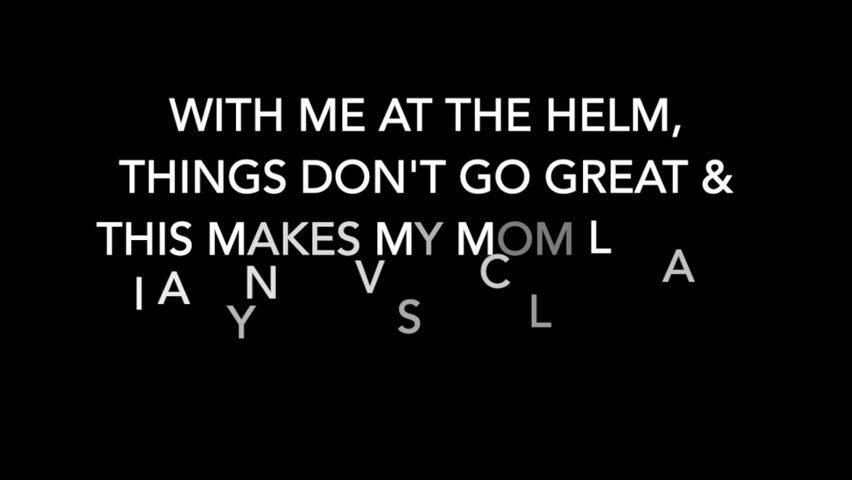 WITH ME AT THE HELM,
THINGS DON'T GO GREAT &
THIS MAKES MY MOM L
I A N V C A
Y S L